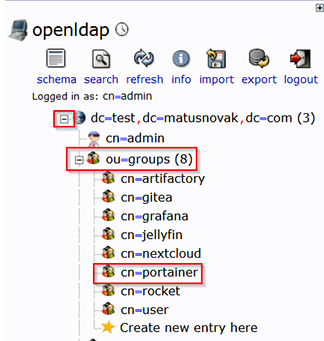 openldap
schema search refresh info import export logout
Logged in as: cn=admin
dc=test,dc=matusnovak,dc=com (3)
cn=admin
ou=groups (8)
cn=artifactory
cn=gitea
cn=grafana
cn=jellyfin
cn=nextcloud
cn=portainer
cn=rocket
cn=user
Create new entry here